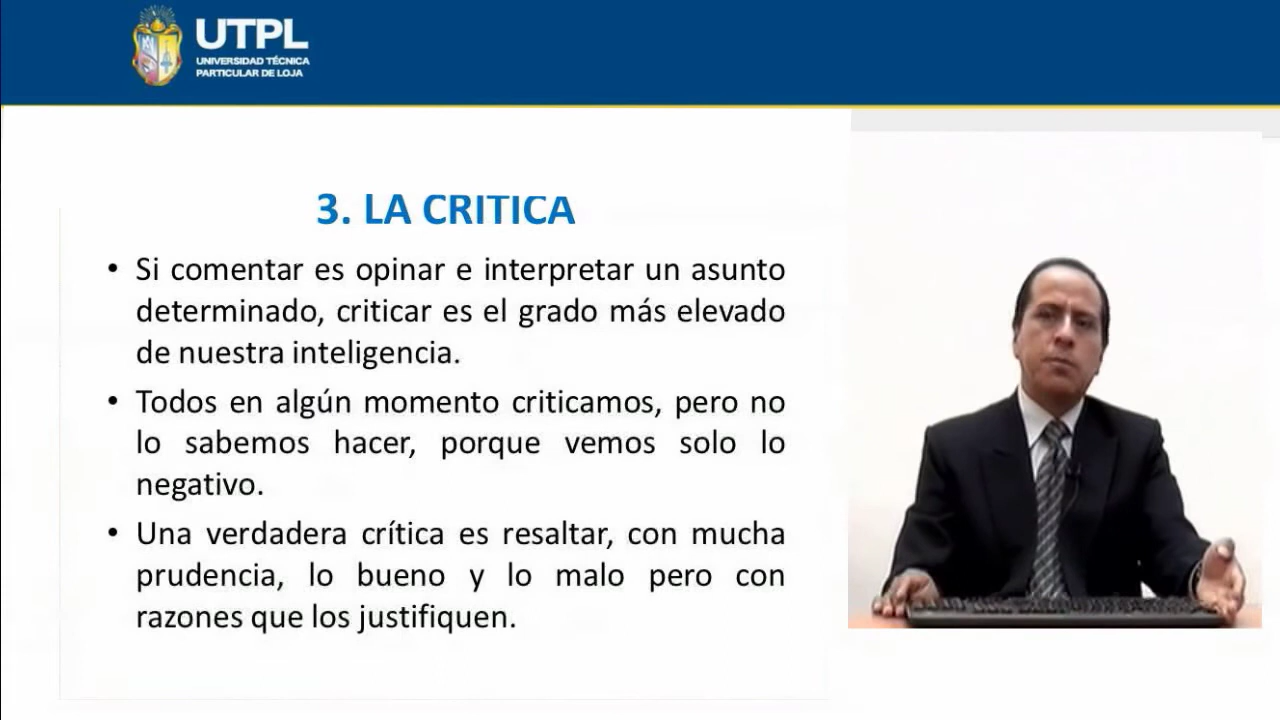 UTPL
UNIVERSIDAD TÉCNICA
PARTICULAR DE LOJA
3. LA CRITICA
• Si comentar es opinar e interpretar un asunto
determinado, criticar es el grado más elevado
de nuestra inteligencia.
• Todos en algún momento criticamos, pero no
lo sabemos hacer, porque vemos solo lo
negativo.
• Una verdadera crítica es resaltar, con mucha
prudencia, lo bueno y lo malo pero con
razones que los justifiquen.